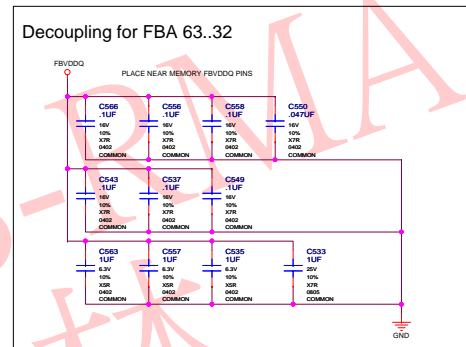 Decoupling for FBA 63..32
FBVDDQ
PLACE NEAR MEMORY FBVDDQ PINS
C566
.1UF
16V
10%
X7R
0402
COMMON
C556
.1UF
16V
10%
X7R
0402
COMMON
C558
.1UF
16V
10%
X7R
0402
COMMON
C550
.047UF
16V
10%
X7R
0402
COMMON
C543
.1UF
16V
10%
X7R
0402
COMMON
C537
.1UF
16V
10%
X7R
0402
COMMON
C549
.1UF
16V
10%
X7R
0402
COMMON
C563
1UF
6.3V
10%
X5R
0402
COMMON
C557
1UF
6.3V
10%
X5R
0402
COMMON
C535
1UF
6.3V
10%
X5R
0402
COMMON
C533
1UF
25V
10%
X7R
0805
COMMON
GND
-RMA